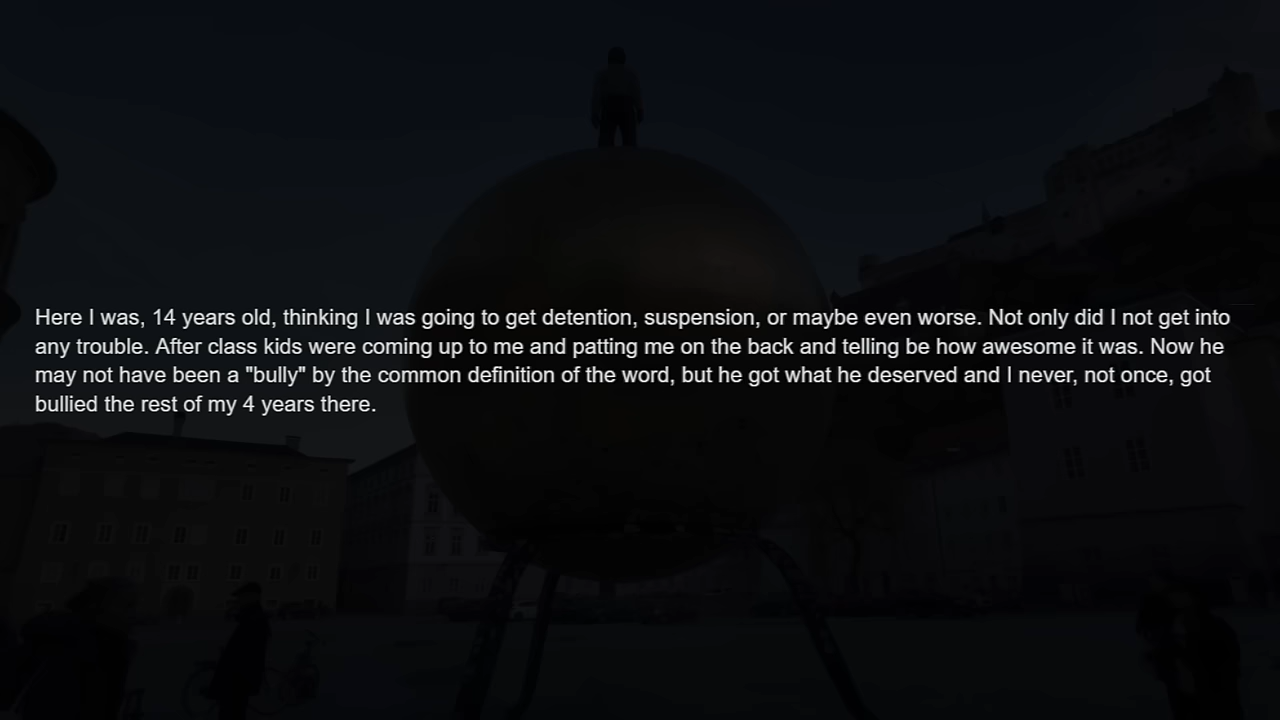 Here I was, 14 years old, thinking I was going to get detention, suspension, or maybe even worse. Not only did I not get into
any trouble. After class kids were coming up to me and patting me on the back and telling be how awesome it was. Now he
may not have been a "bully" by the common definition of the word, but he got what he deserved and I never, not once, got
bullied the rest of my 4 years there.